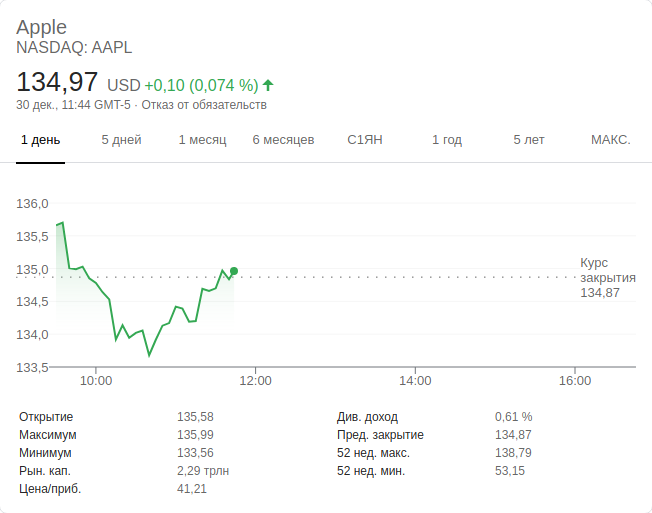 Apple
NASDAQ: AAPL
134,97 USD +0,10 (0,074 %)
30 дек., 11:44 GMT-5 · Отказ от обязательств
1 день 5 дней 1 месяц 6 месяцев С1ЯН 1 год 5 лет МАКС.
136,0
135,5
135,0
134,5
134,0
133,5
Курс
закрытия
134,87
10:00 12:00 14:00 16:00
Открытие 135,58 Див. доход 0,61 %
Максимум 135,99 Пред. закрытие 134,87
Минимум 133,56 52 нед. макс. 138,79
Рын. кап. 2,29 трлн 52 нед. мин. 53,15
Цена/приб. 41,21